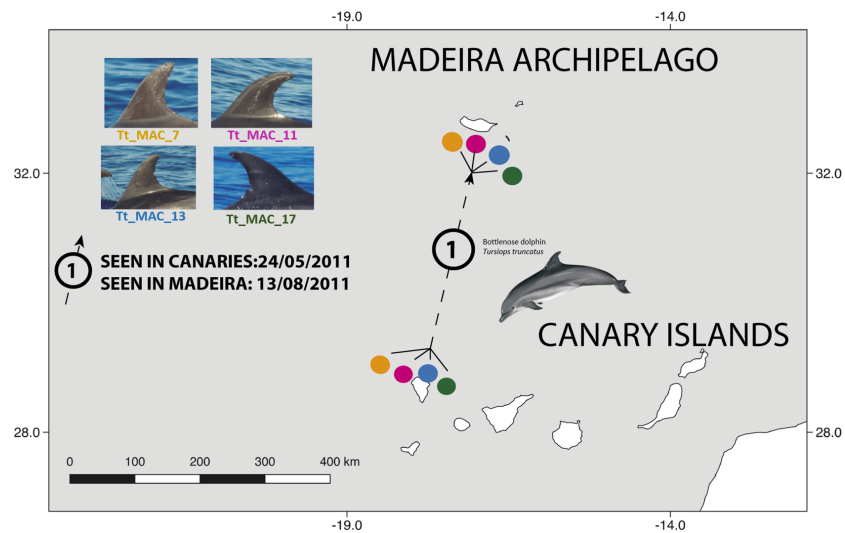 -19.0
-14.0
MADEIRA ARCHIPELAGO
Tt_MAC_7
Tt_MAC_11
32.0
32.0
Tt_MAC_13
Tt_MAC_17
1
Bottlenose dolphin
Tursiops truncatus
1
SEEN IN CANARIES:24/05/2011
SEEN IN MADEIRA: 13/08/2011
CANARY ISLANDS
28.0
28.0
0 100 200 300 400 km
-19.0
-14.0